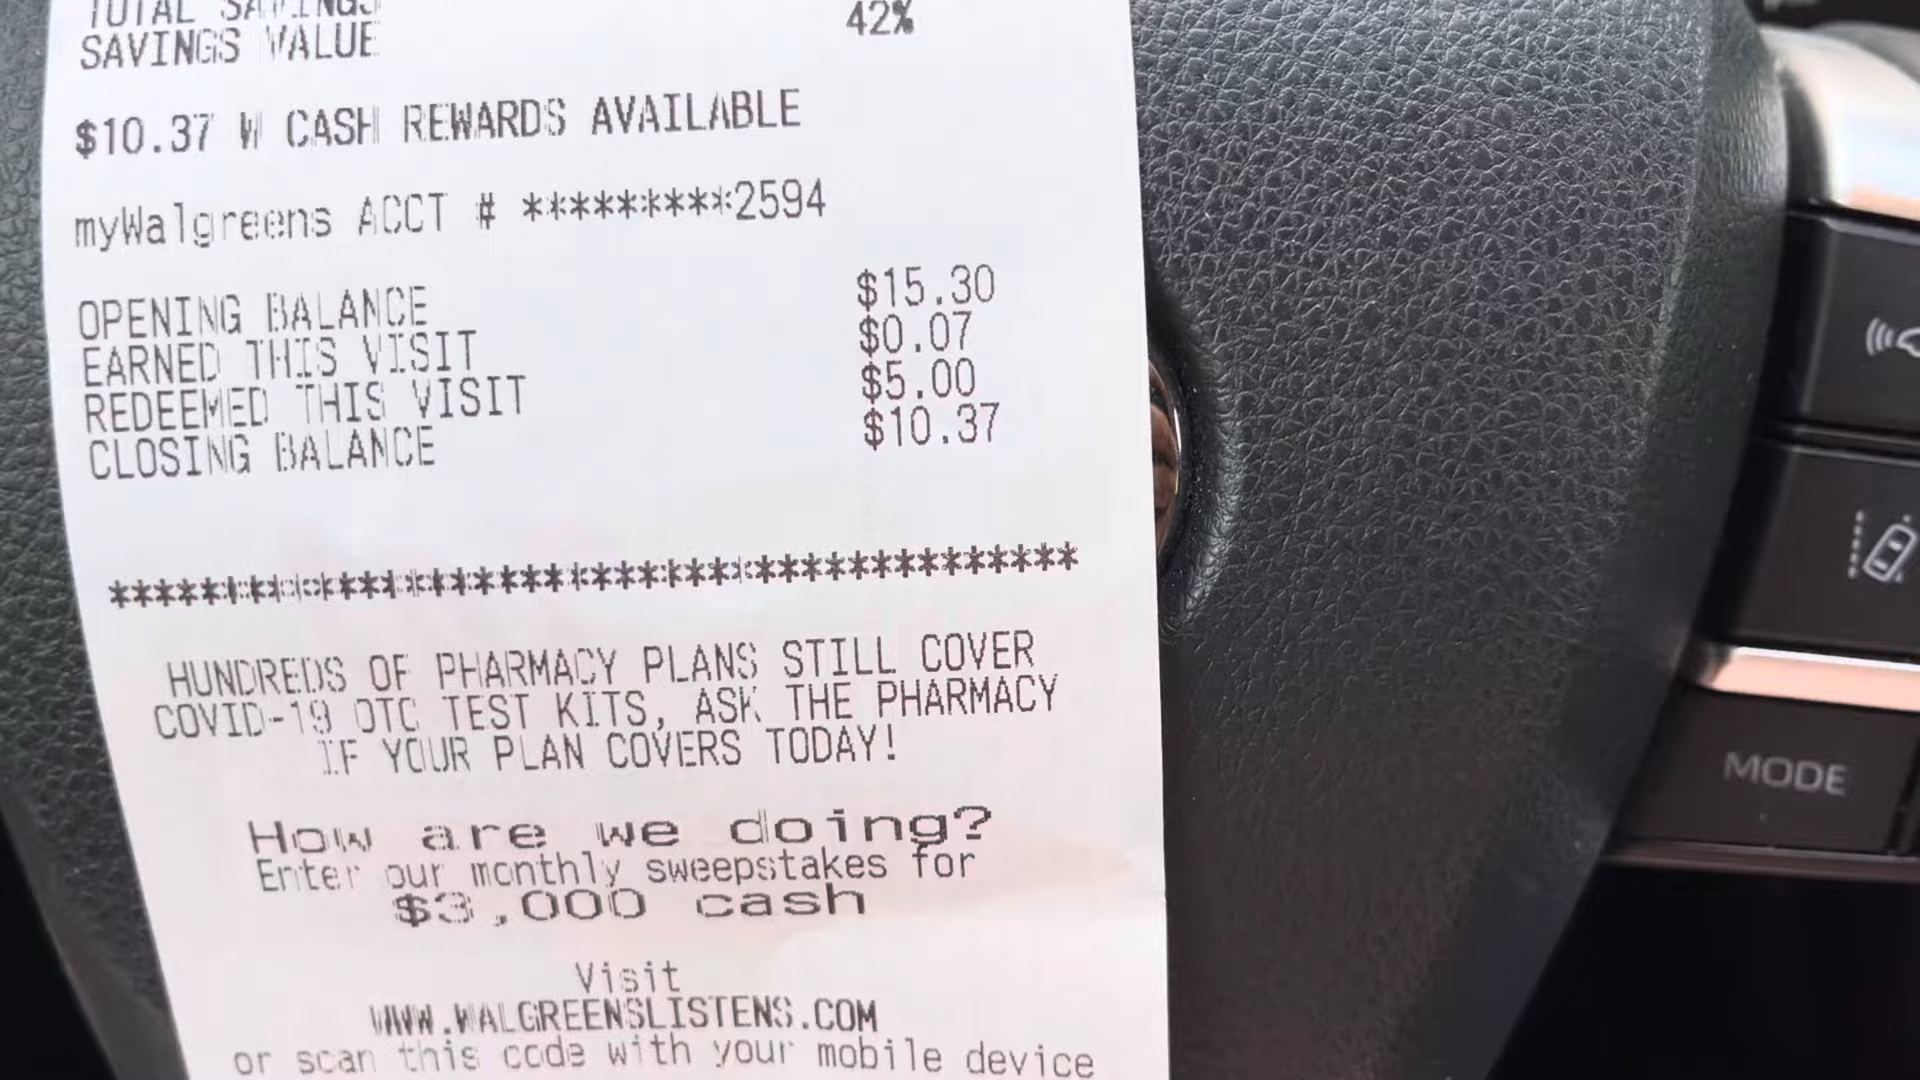 TOTAL SAVINGS
SAVINGS VALUE 42%
$10.37 W CASH REWARDS AVAILABLE
myWalgreens ACCT # **********2594
OPENING BALANCE $15.30
EARNED THIS VISIT $0.07
REDEEMED THIS VISIT $5.00
CLOSING BALANCE $10.37
******************************************
HUNDREDS OF PHARMACY PLANS STILL COVER
COVID-19 OTC TEST KITS, ASK THE PHARMACY
IF YOUR PLAN COVERS TODAY!
How are we doing?
Enter our monthly sweepstakes for
$3,000 cash
Visit
WWW.WALGREENSLISTENS.COM
or scan this code with your mobile device
MODE